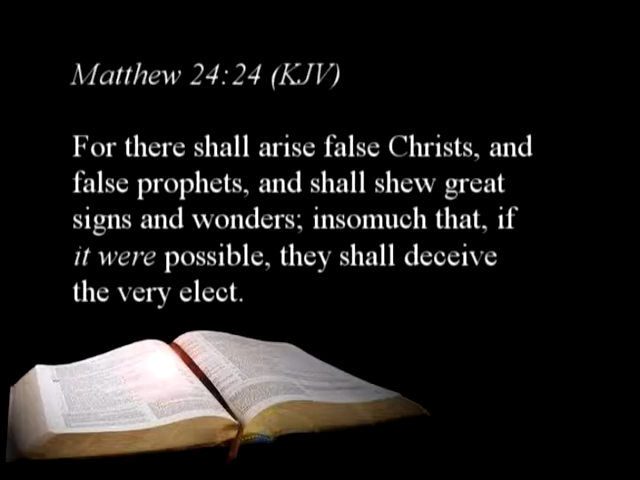 Matthew 24:24 (KJV)
For there shall arise false Christs, and
false prophets, and shall shew great
signs and wonders; insomuch that, if
it were possible, they shall deceive
the very elect.